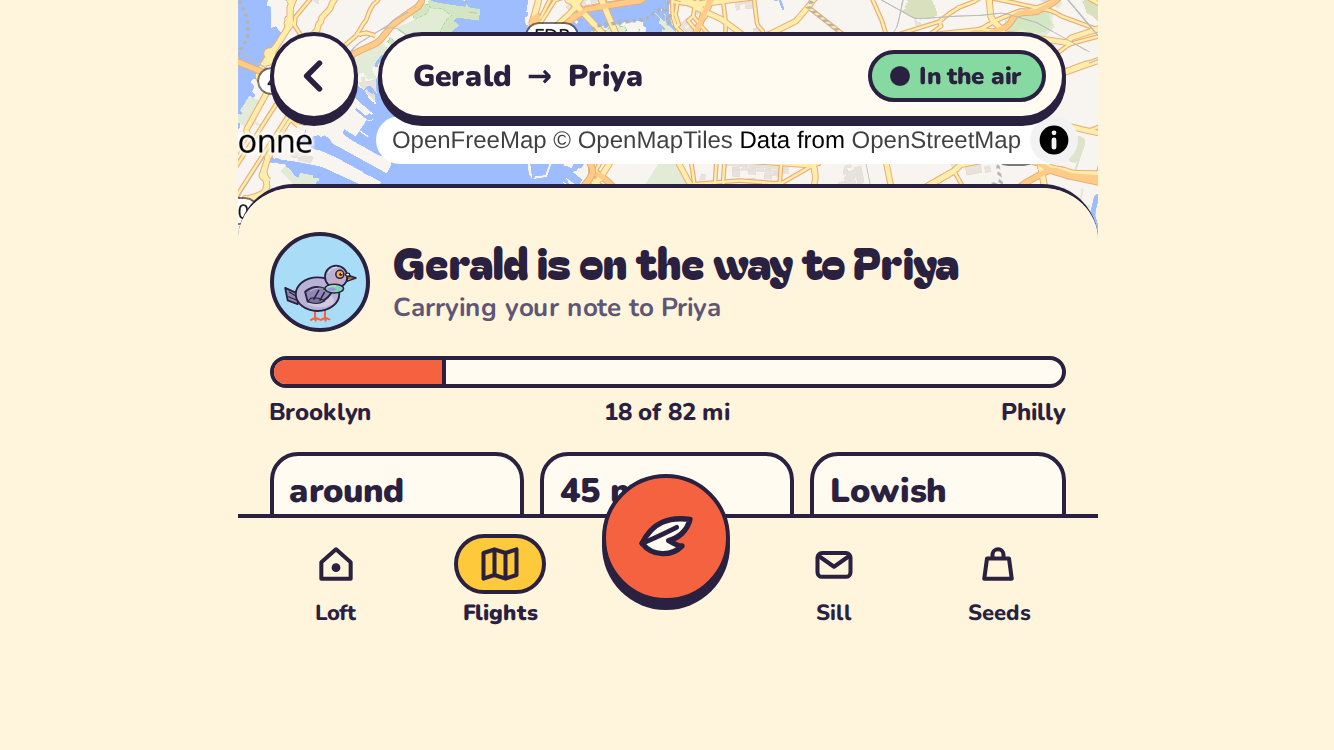 Gerald → Priya
In the air
onne
OpenFreeMap © OpenMapTiles Data from OpenStreetMap
Gerald is on the way to Priya
Carrying your note to Priya
Brooklyn
18 of 82 mi
Philly
around
45
Lowish
Loft
Flights
Sill
Seeds